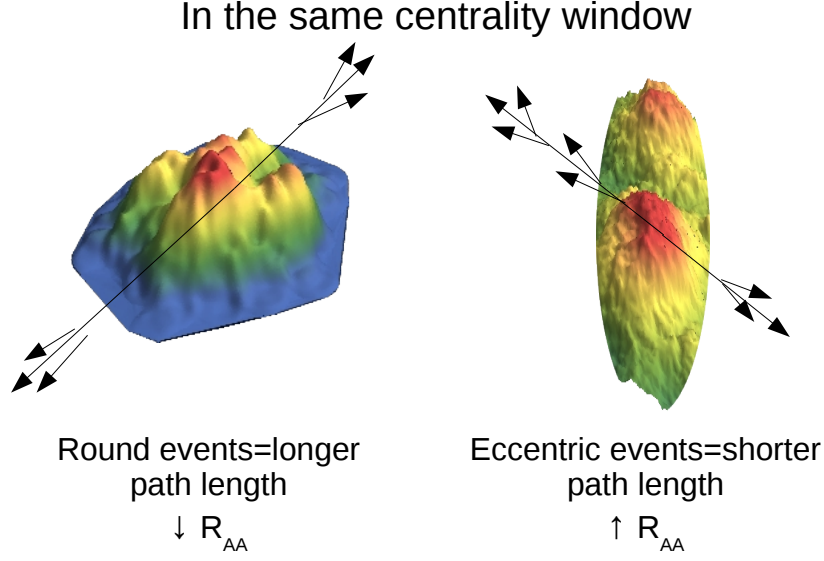 In the same centrality window
Round events=longer
path length
↓ R_AA
Eccentric events=shorter
path length
↑ R_AA